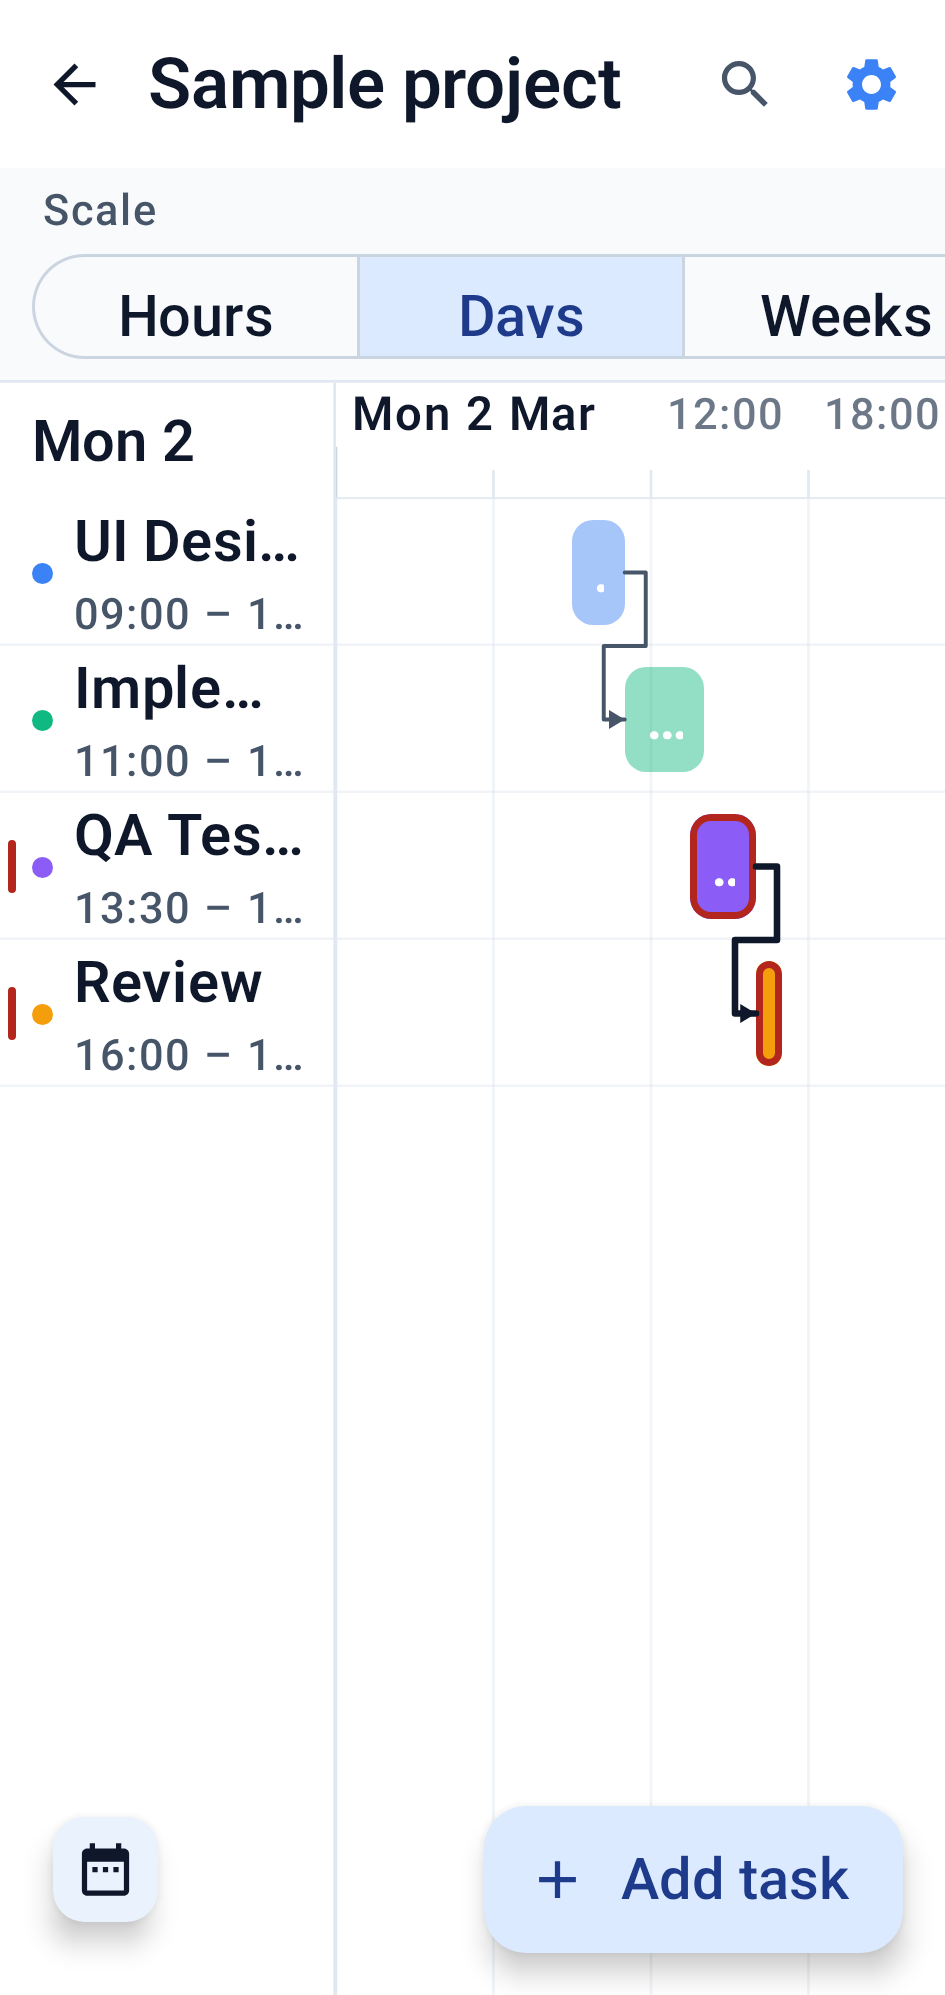 Sample project
Scale
Hours
Days
Weeks
Mon 2
Mon 2 Mar
12:00
18:00
UI Desi...
09:00 – 1...
Imple...
11:00 – 1...
QA Tes...
13:30 – 1...
Review
16:00 – 1...
Add task